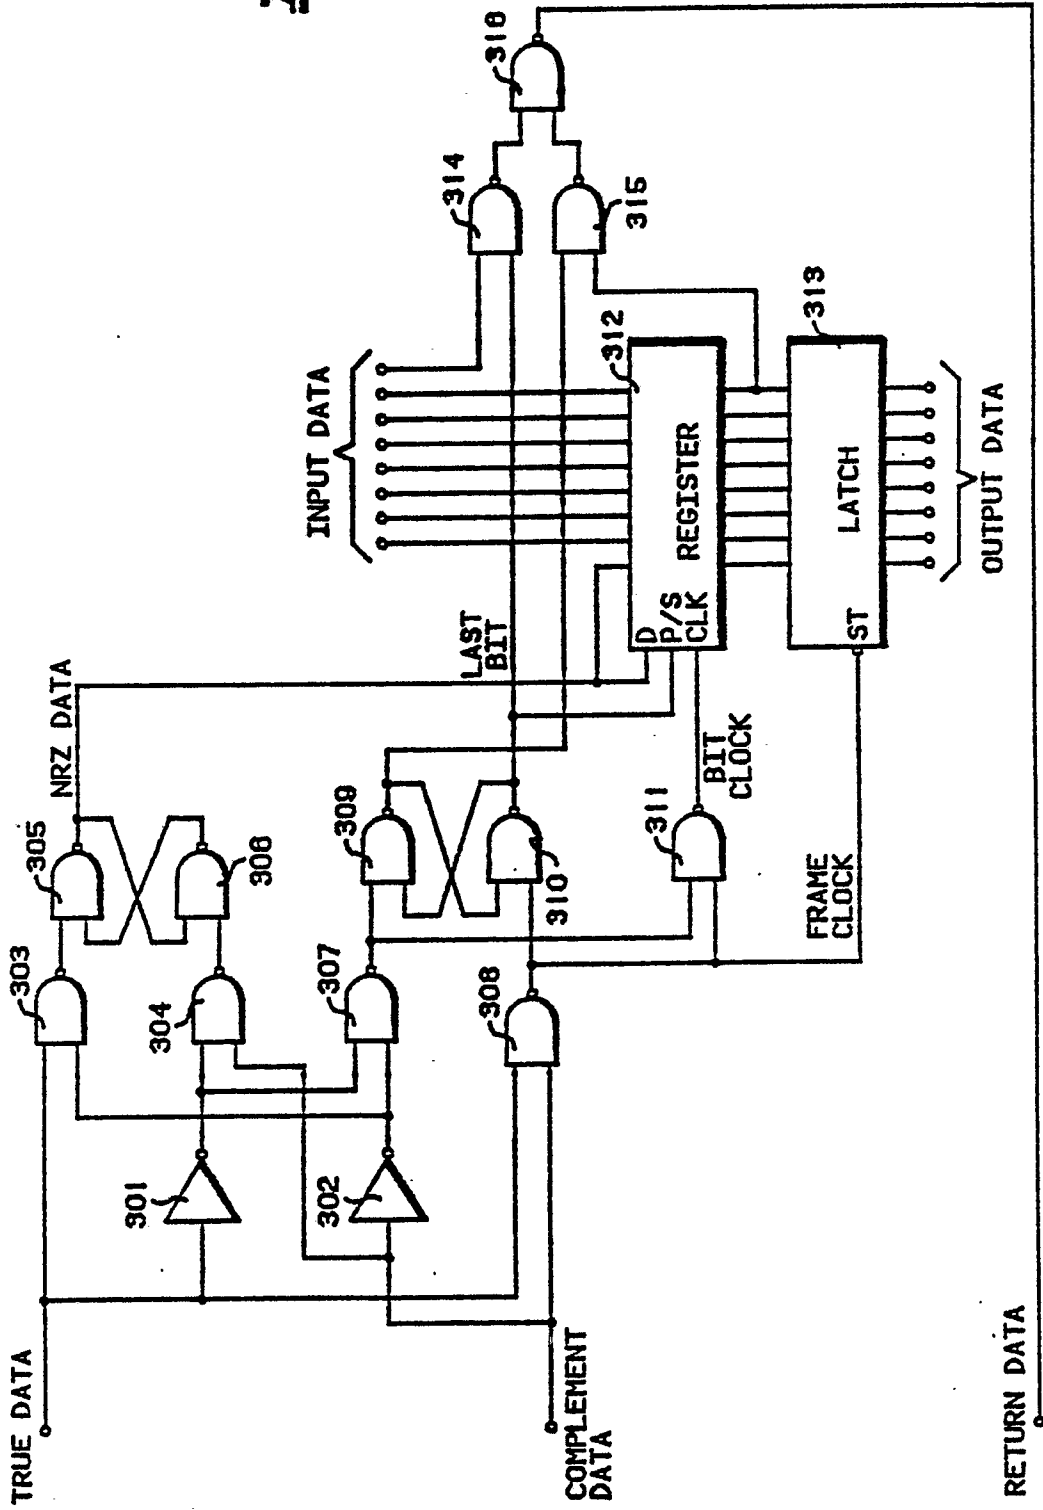 TRUE DATA
COMPLEMENT
DATA
RETURN DATA
301
302
303
304
307
308
305
306
NRZ DATA
309
310
311
LAST
BIT
BIT
CLOCK
FRAME
CLOCK
INPUT DATA
D
P/S
CLK
REGISTER
312
ST
LATCH
313
OUTPUT DATA
314
315
316